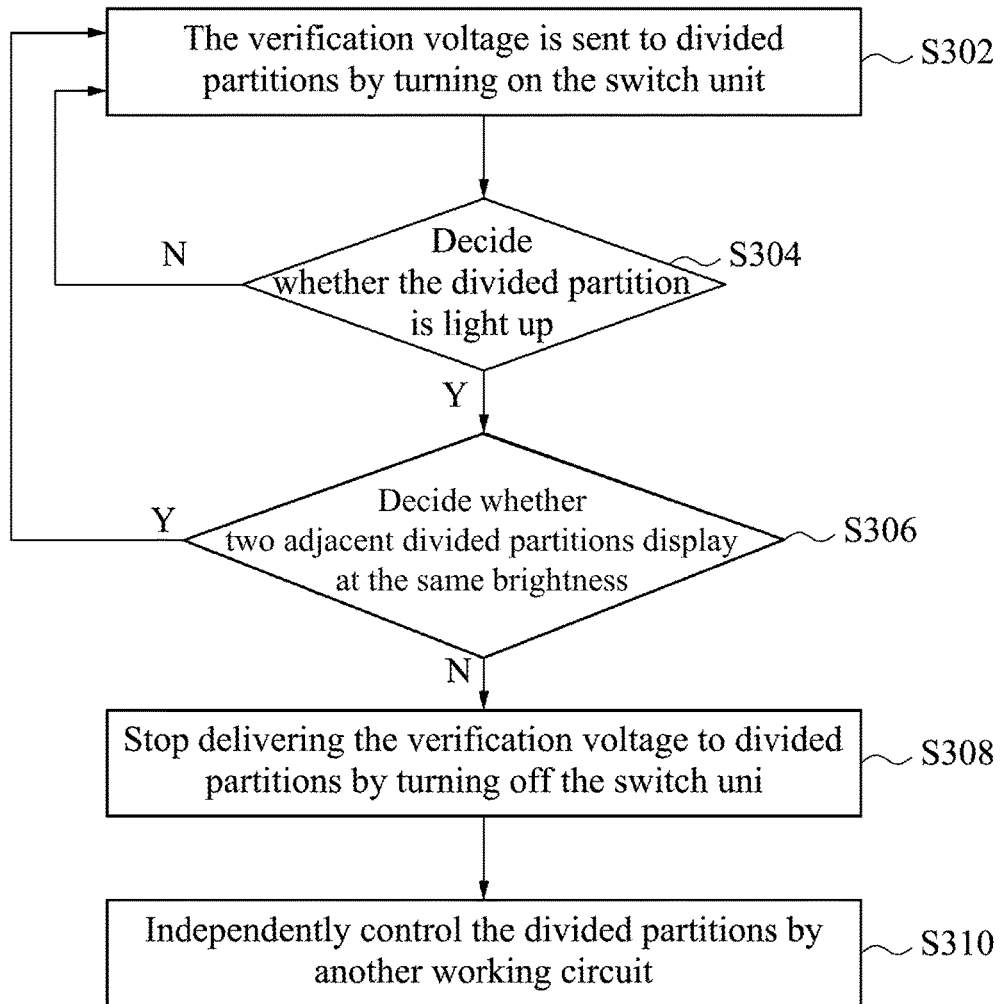 The verification voltage is sent to divided
partitions by turning on the switch unit
S302
Decide
whether the divided partition
is light up
S304
N
Y
Decide whether
two adjacent divided partitions display
at the same brightness
S306
Y
N
Stop delivering the verification voltage to divided
partitions by turning off the switch uni
S308
Independently control the divided partitions by
another working circuit
S310